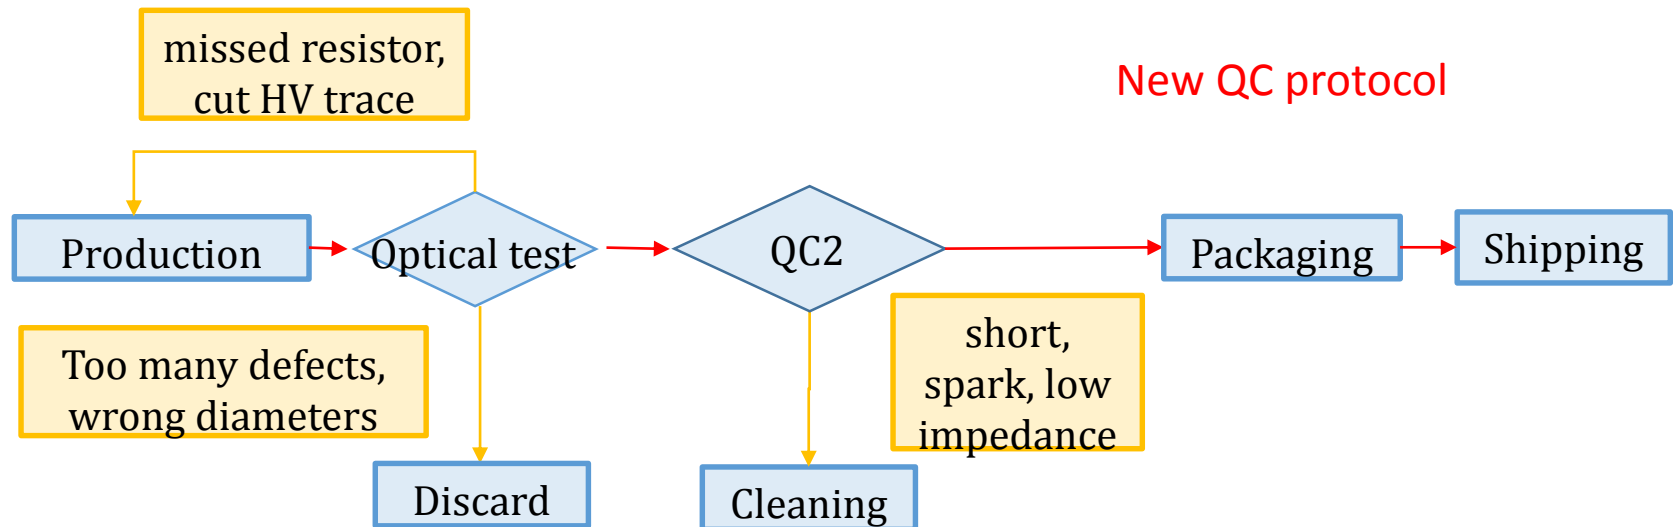 missed resistor,
cut HV trace
New QC protocol
Production
Optical test
QC2
Packaging
Shipping
Too many defects,
wrong diameters
short,
spark, low
impedance
Discard
Cleaning